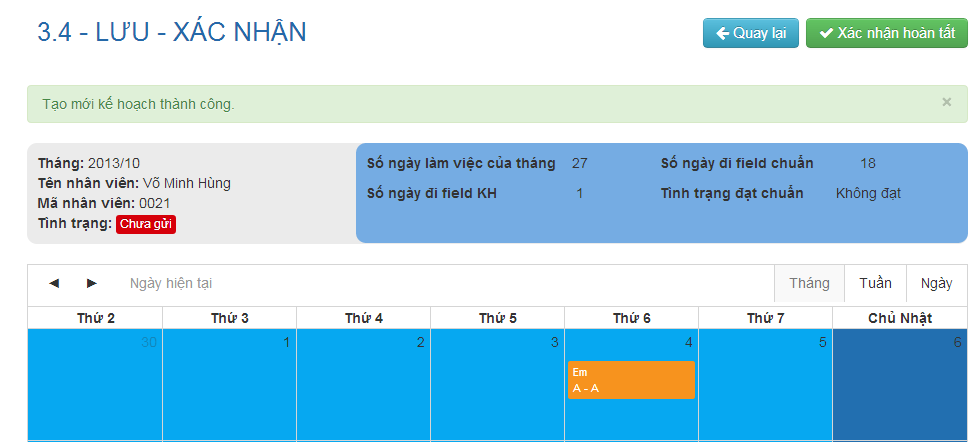 3.4 - LƯU - XÁC NHẬN
Quay lại
Xác nhận hoàn tất
Tạo mới kế hoạch thành công.
×
Tháng: 2013/10
Tên nhân viên: Võ Minh Hùng
Mã nhân viên: 0021
Tình trạng: Chưa gửi
Số ngày làm việc của tháng 27 Số ngày đi field chuẩn 18
Số ngày đi field KH 1 Tình trạng đạt chuẩn Không đạt
◄ ► Ngày hiện tại Tháng Tuần Ngày
Thứ 2 Thứ 3 Thứ 4 Thứ 5 Thứ 6 Thứ 7 Chủ Nhật
30 1 2 3 4 5 6
Em
A - A